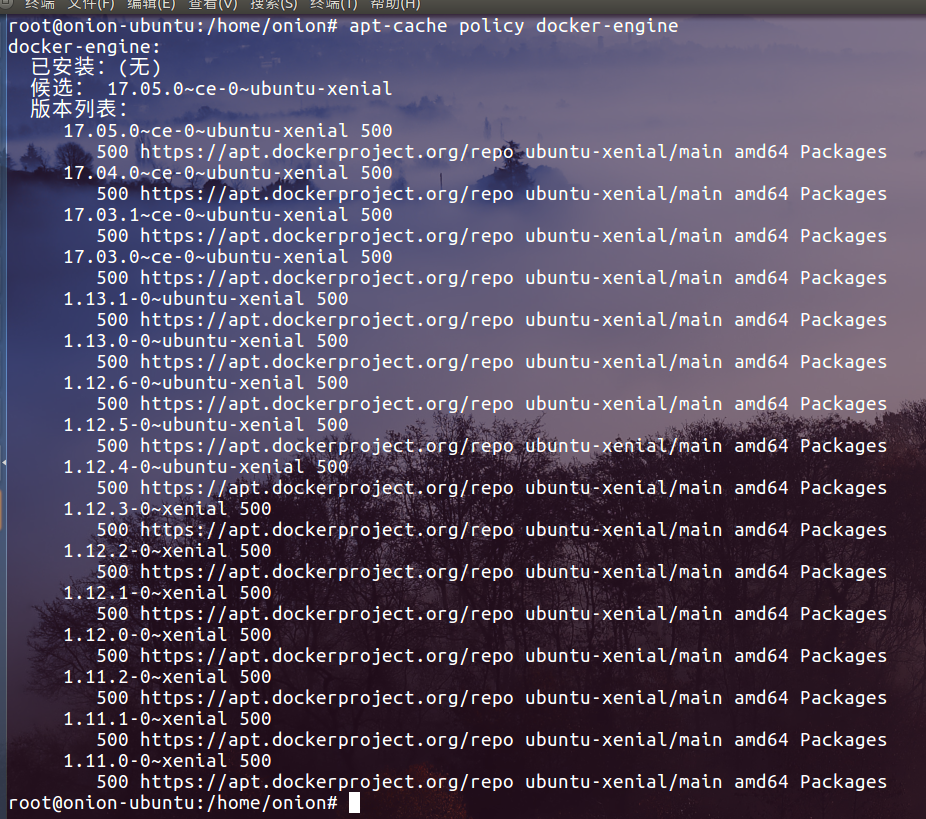 终端 文件(F) 编辑(E) 查看(V) 搜索(S) 终端(T) 帮助(H)
root@onion-ubuntu:/home/onion# apt-cache policy docker-engine
docker-engine:
  已安装：(无)
  候选： 17.05.0~ce-0~ubuntu-xenial
  版本列表：
     17.05.0~ce-0~ubuntu-xenial 500
        500 https://apt.dockerproject.org/repo ubuntu-xenial/main amd64 Packages
     17.04.0~ce-0~ubuntu-xenial 500
        500 https://apt.dockerproject.org/repo ubuntu-xenial/main amd64 Packages
     17.03.1~ce-0~ubuntu-xenial 500
        500 https://apt.dockerproject.org/repo ubuntu-xenial/main amd64 Packages
     17.03.0~ce-0~ubuntu-xenial 500
        500 https://apt.dockerproject.org/repo ubuntu-xenial/main amd64 Packages
     1.13.1-0~ubuntu-xenial 500
        500 https://apt.dockerproject.org/repo ubuntu-xenial/main amd64 Packages
     1.13.0-0~ubuntu-xenial 500
        500 https://apt.dockerproject.org/repo ubuntu-xenial/main amd64 Packages
     1.12.6-0~ubuntu-xenial 500
        500 https://apt.dockerproject.org/repo ubuntu-xenial/main amd64 Packages
     1.12.5-0~ubuntu-xenial 500
        500 https://apt.dockerproject.org/repo ubuntu-xenial/main amd64 Packages
     1.12.4-0~ubuntu-xenial 500
        500 https://apt.dockerproject.org/repo ubuntu-xenial/main amd64 Packages
     1.12.3-0~xenial 500
        500 https://apt.dockerproject.org/repo ubuntu-xenial/main amd64 Packages
     1.12.2-0~xenial 500
        500 https://apt.dockerproject.org/repo ubuntu-xenial/main amd64 Packages
     1.12.1-0~xenial 500
        500 https://apt.dockerproject.org/repo ubuntu-xenial/main amd64 Packages
     1.12.0-0~xenial 500
        500 https://apt.dockerproject.org/repo ubuntu-xenial/main amd64 Packages
     1.11.2-0~xenial 500
        500 https://apt.dockerproject.org/repo ubuntu-xenial/main amd64 Packages
     1.11.1-0~xenial 500
        500 https://apt.dockerproject.org/repo ubuntu-xenial/main amd64 Packages
     1.11.0-0~xenial 500
        500 https://apt.dockerproject.org/repo ubuntu-xenial/main amd64 Packages
root@onion-ubuntu:/home/onion#